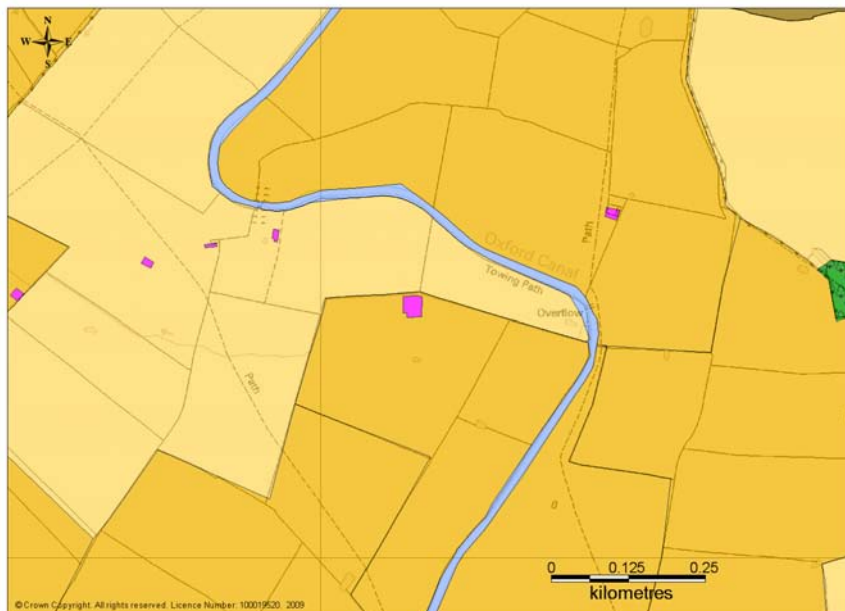 N
W E
S
Path
Oxford Canal
Towing Path
Overflow
Path
0 0.125 0.25
kilometres
© Crown Copyright. All rights reserved. Licence Number: 100019520. 2009